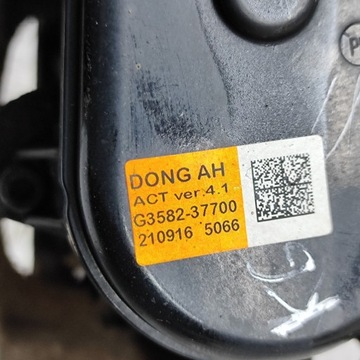 DONG AH
ACT ver.4.1
G3582-37700
210916 5066